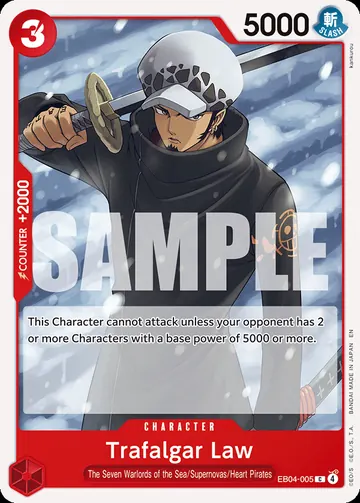 3
5000
斬
SLASH
kankurou
COUNTER +2000
SAMPLE
This Character cannot attack unless your opponent has 2
or more Characters with a base power of 5000 or more.
CHARACTER
Trafalgar Law
The Seven Warlords of the Sea/Supernovas/Heart Pirates
EB04-005 C 4
©E.O./S. ©E.O./S., T.A. BANDAI MADE IN JAPAN EN